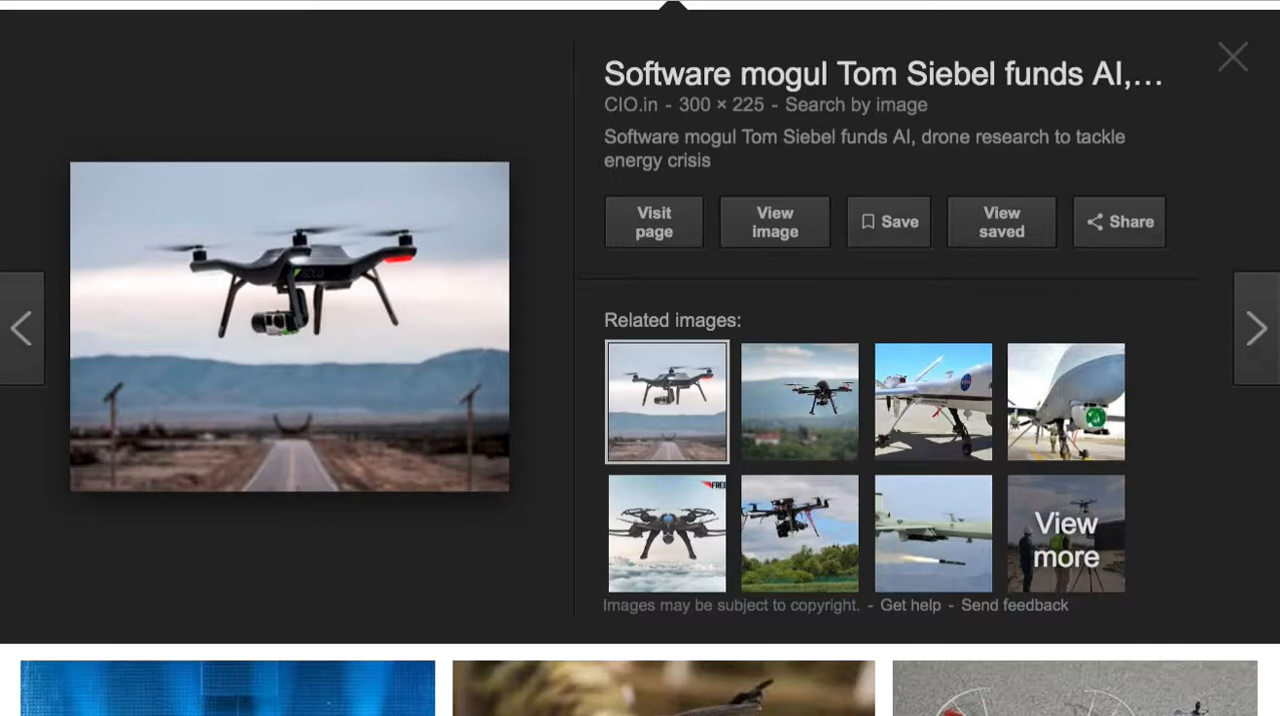 Software mogul Tom Siebel funds AI,...
CIO.in - 300 × 225 - Search by image
Software mogul Tom Siebel funds AI, drone research to tackle
energy crisis
Visit
page
View
image
Save
View
saved
Share
SOLO
Related images:
FREE
View
more
Images may be subject to copyright. - Get help - Send feedback